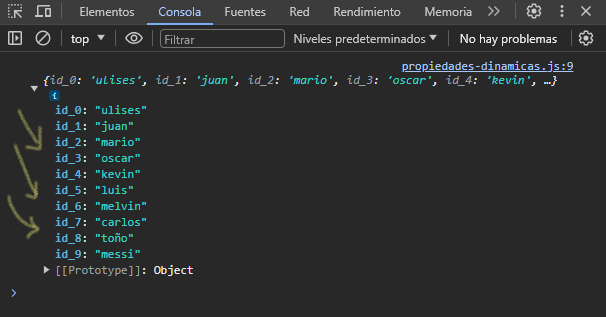 Elementos Consola Fuentes Red Rendimiento Memoria
top Filtrar Niveles predeterminados No hay problemas
propiedades-dinamicas.js:9
{id_0: 'ulises', id_1: 'juan', id_2: 'mario', id_3: 'oscar', id_4: 'kevin', …}
i
id_0: "ulises"
id_1: "juan"
id_2: "mario"
id_3: "oscar"
id_4: "kevin"
id_5: "luis"
id_6: "melvin"
id_7: "carlos"
id_8: "toño"
id_9: "messi"
[[Prototype]]: Object